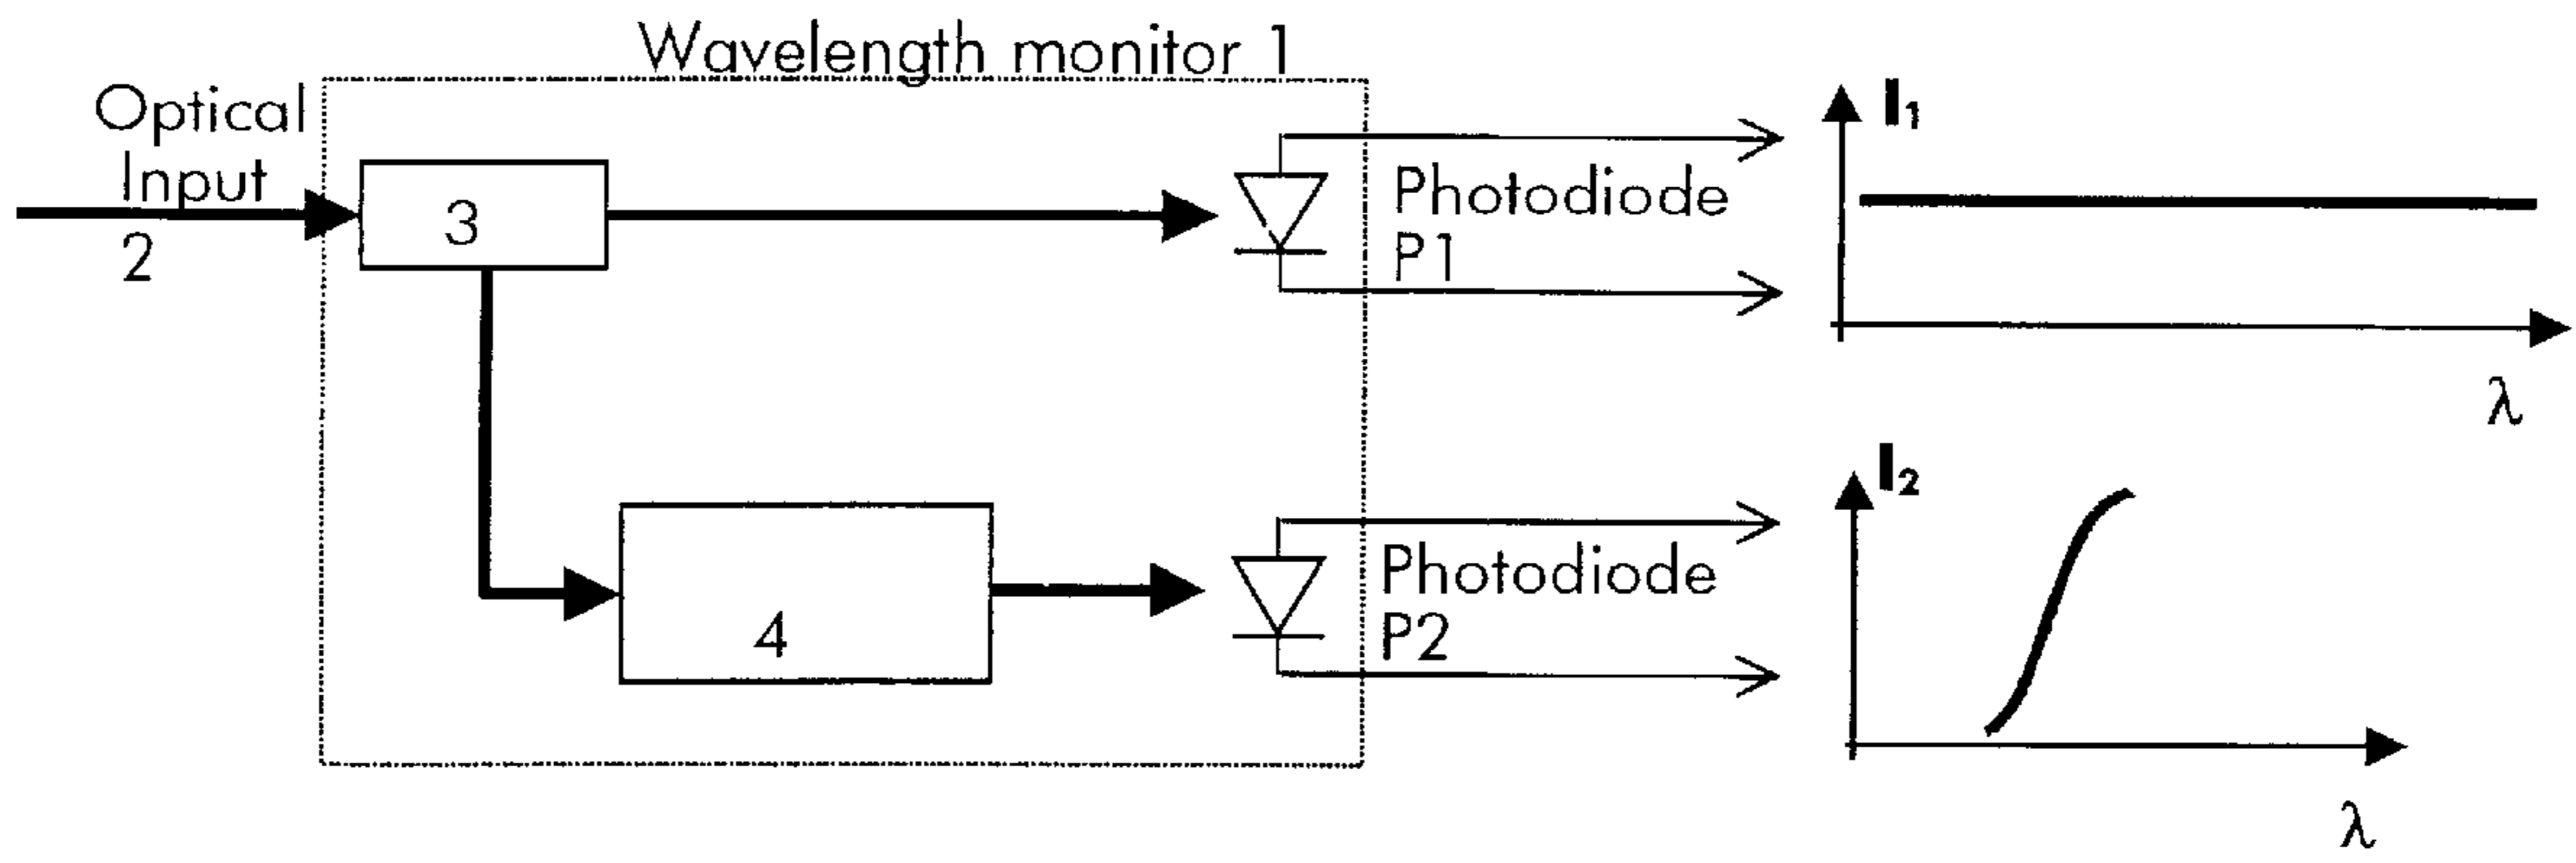 Wavelength monitor 1
Optical
Input
2
3
Photodiode
P1
I₁
λ
4
Photodiode
P2
I₂
λ